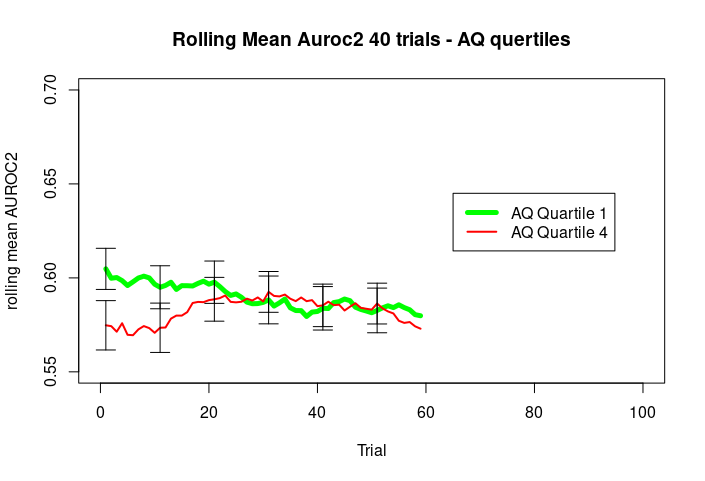 Rolling Mean Auroc2 40 trials - AQ quertiles
rolling mean AUROC2
0.70
0.65
0.60
0.55
AQ Quartile 1
AQ Quartile 4
0 20 40 60 80 100
Trial